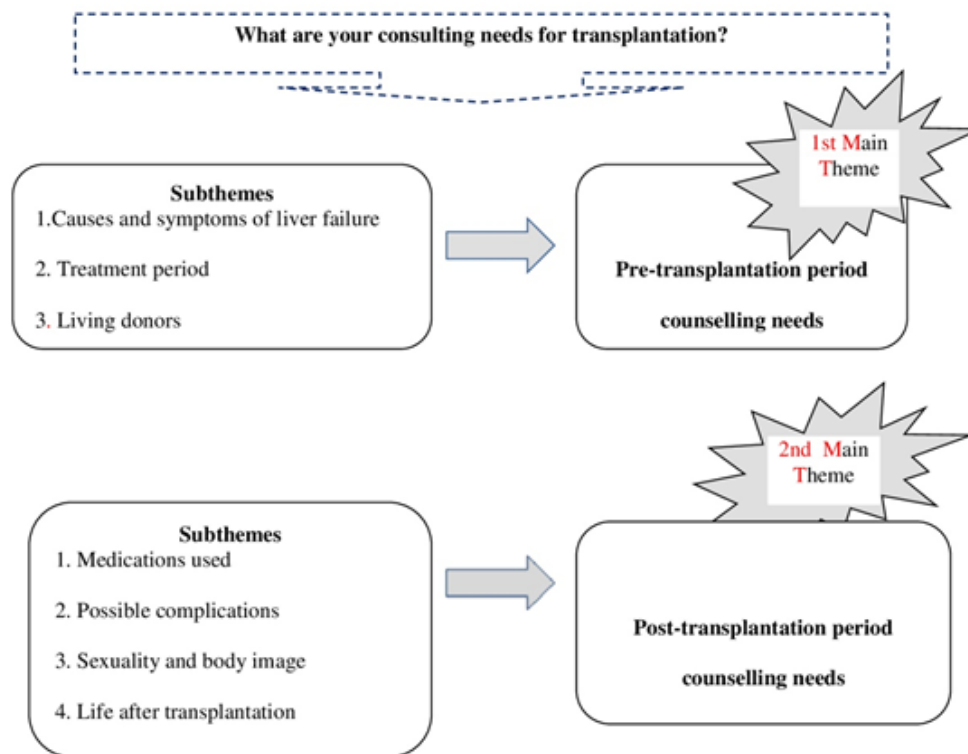 What are your consulting needs for transplantation?
Subthemes
1.Causes and symptoms of liver failure
2. Treatment period
3. Living donors
1st Main
Theme
Pre-transplantation period
counselling needs
Subthemes
1. Medications used
2. Possible complications
3. Sexuality and body image
4. Life after transplantation
2nd Main
Theme
Post-transplantation period
counselling needs